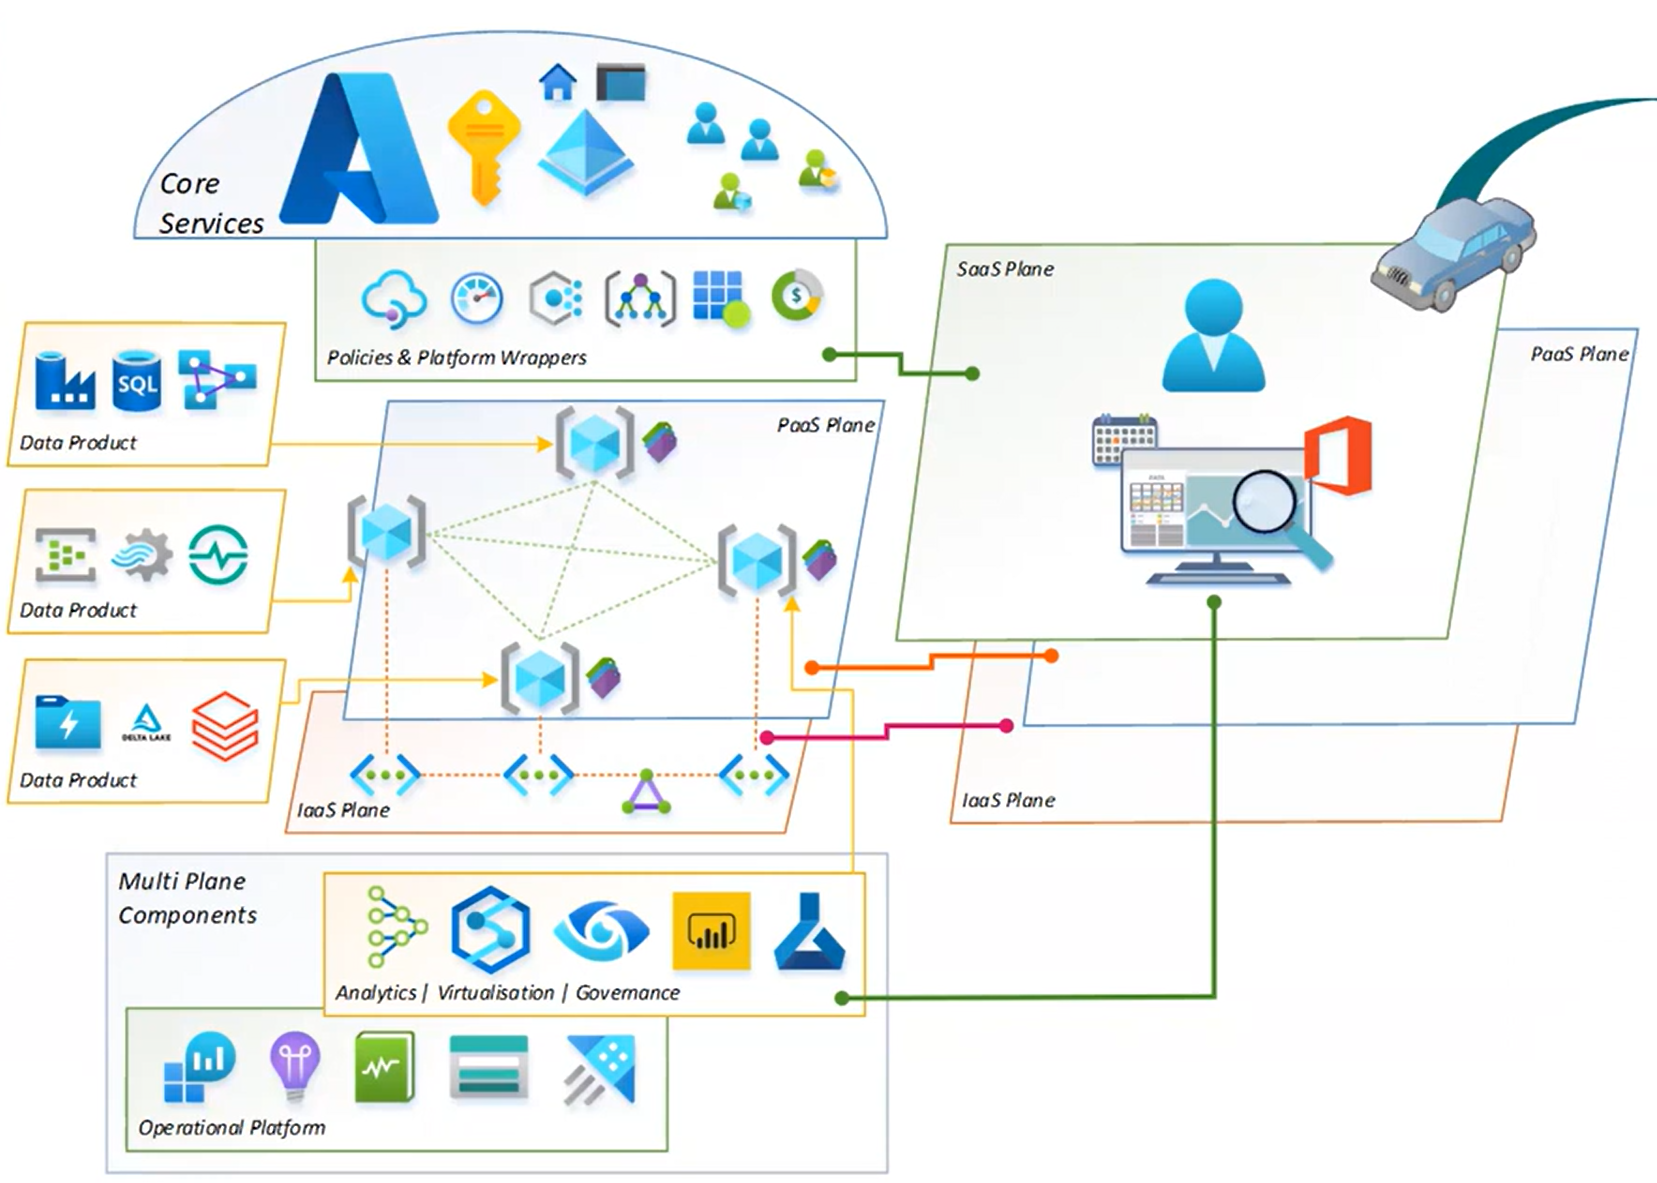 Core
Services
Policies & Platform Wrappers
SaaS Plane
PaaS Plane
SQL
Data Product
PaaS Plane
Data Product
DELTA LAKE
Data Product
IaaS Plane
IaaS Plane
Multi Plane
Components
Analytics | Virtualisation | Governance
Operational Platform